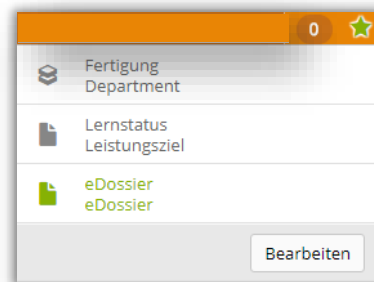 0
Fertigung
Department
Lernstatus
Leistungsziel
eDossier
eDossier
Bearbeiten